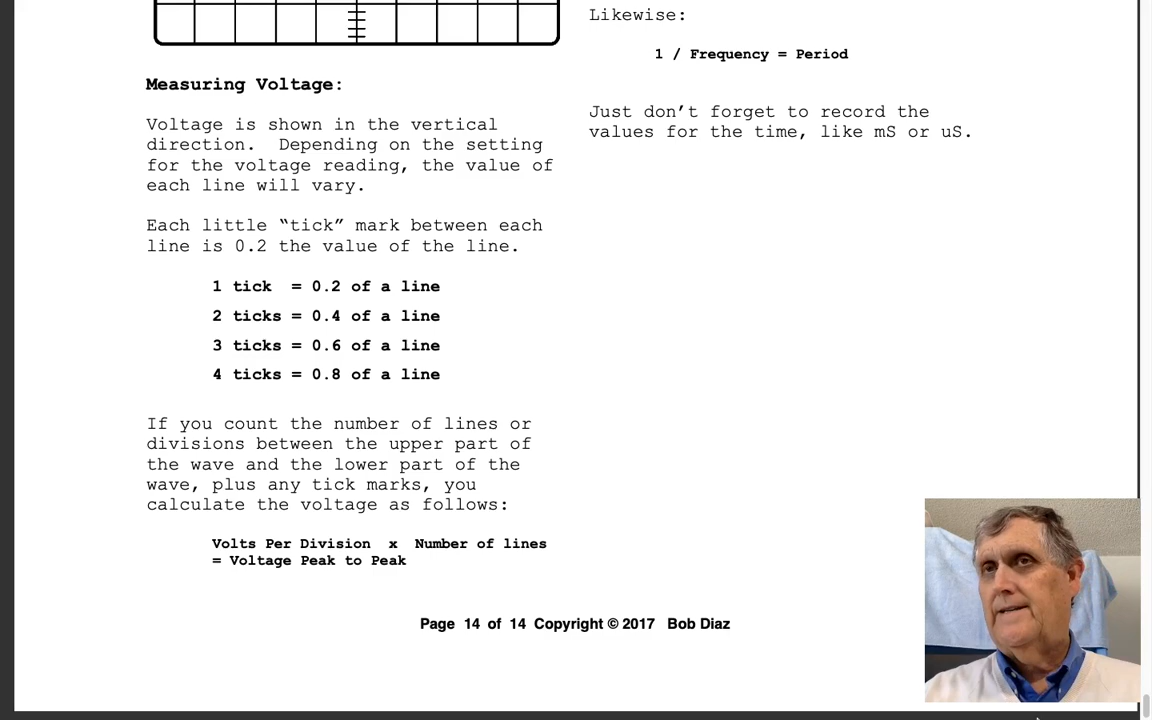 Measuring Voltage:
Voltage is shown in the vertical
direction.  Depending on the setting
for the voltage reading, the value of
each line will vary.
Each little “tick” mark between each
line is 0.2 the value of the line.
1 tick  = 0.2 of a line
2 ticks = 0.4 of a line
3 ticks = 0.6 of a line
4 ticks = 0.8 of a line
If you count the number of lines or
divisions between the upper part of
the wave and the lower part of the
wave, plus any tick marks, you
calculate the voltage as follows:
Volts Per Division  x  Number of lines
= Voltage Peak to Peak
Likewise:
1 / Frequency = Period
Just don’t forget to record the
values for the time, like mS or uS.
Page 14 of 14 Copyright © 2017 Bob Diaz